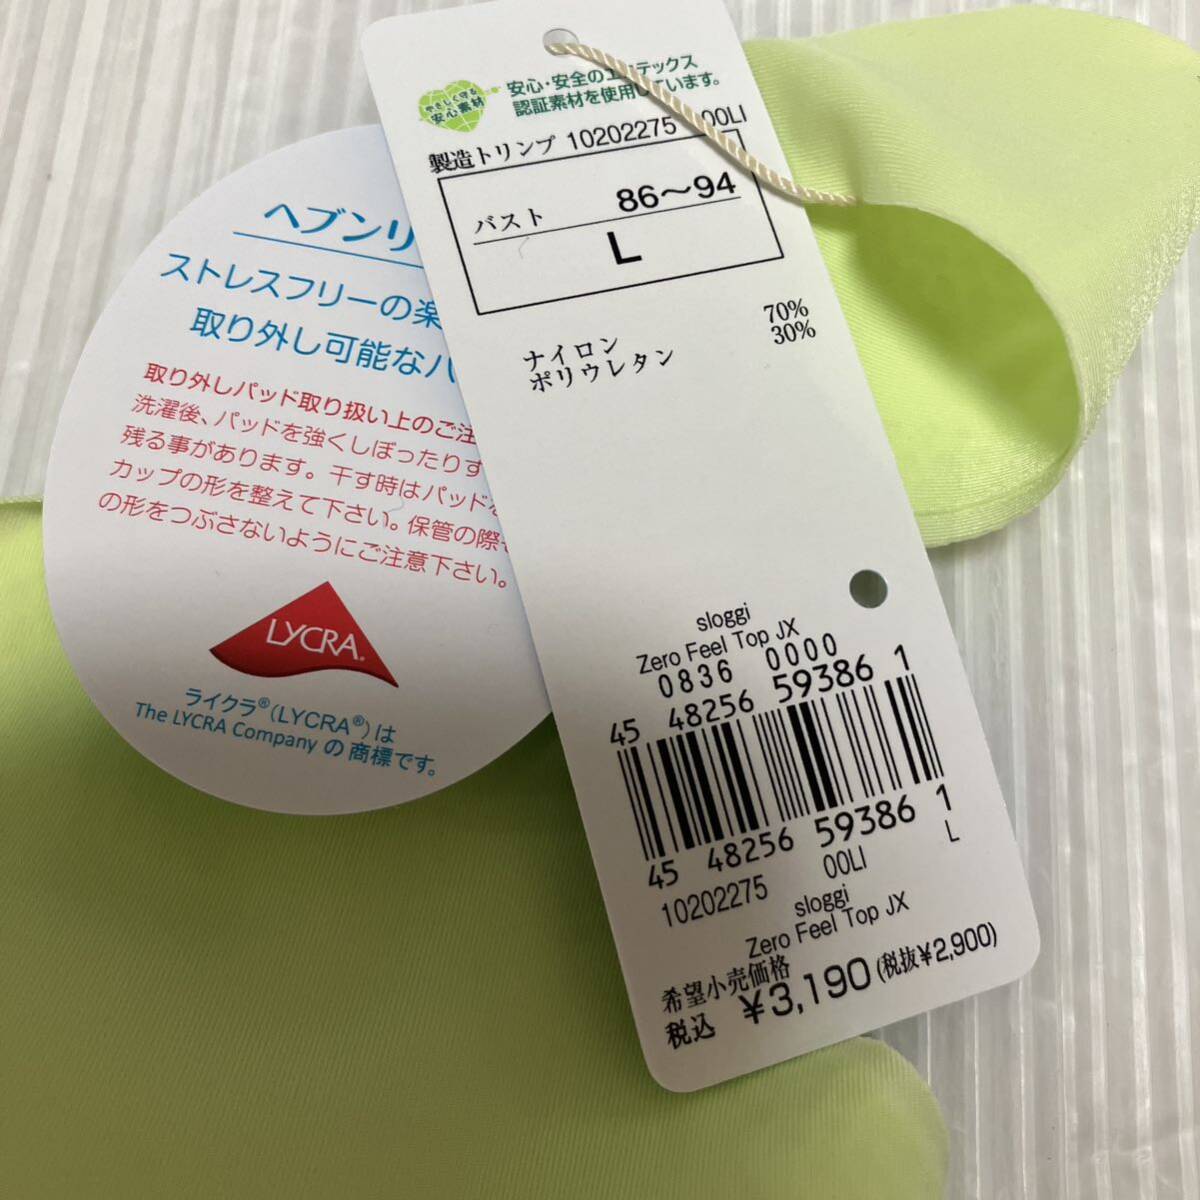 やさしく守る
安心素材
安心・安全のエコテックス
認証素材を使用しています。
製造トリンプ 10202275 00LI
バスト 86～94
L
ナイロン 70%
ポリウレタン 30%
sloggi
Zero Feel Top JX
0836 0000
45 48256 59386 1
45 48256 59386 1
10202275 00LI L
sloggi
Zero Feel Top JX
希望小売価格
税込 ¥3,190(税抜¥2,900)
ヘブンリ
ストレスフリーの楽
取り外し可能な
取り外しパッド取り扱い上のご注
洗濯後、パッドを強くしぼったりす
残る事があります。干す時はパッドを
カップの形を整えて下さい。保管の際
の形をつぶさないようにご注意下さい。
LYCRA®
ライクラ®(LYCRA®)は
The LYCRA Company の商標です。